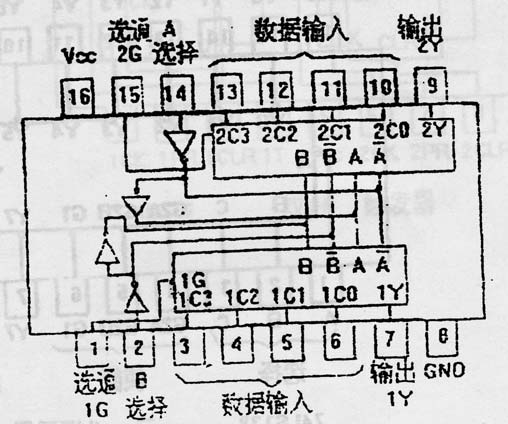 选通 A 数据输入 输出
Vcc 2G 选择 2Y
16 15 14 13 12 11 10 9
2C3 2C2 2C1 2C0 2Y
B B̅ A A̅
B B̅ A A̅
1G
1C3 1C2 1C1 1C0 1Y
1 2 3 4 5 6 7 8
选通 B 数据输入 输出 GND
1G 选择 1Y